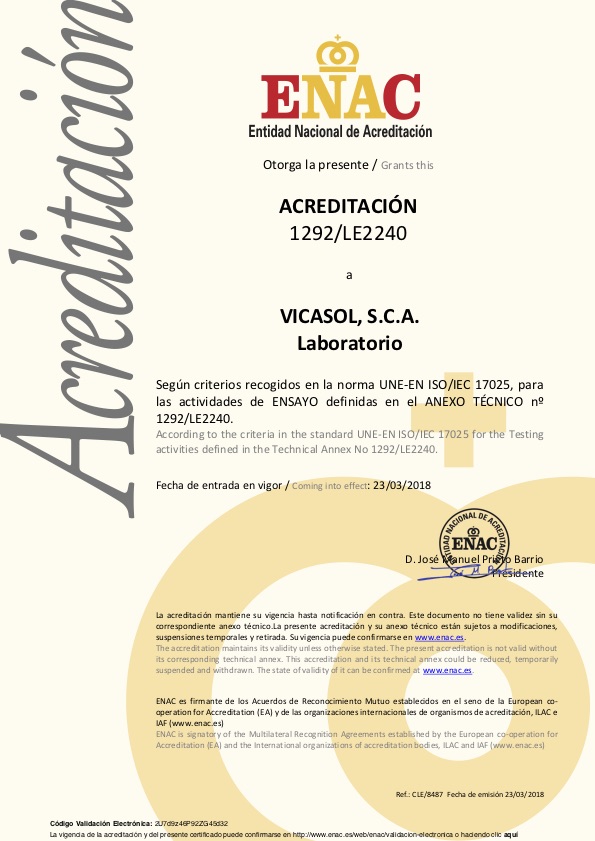 Acreditación
ENAC
Entidad Nacional de Acreditación
Otorga la presente / Grants this
ACREDITACIÓN
1292/LE2240
a
VICASOL, S.C.A.
Laboratorio
Según criterios recogidos en la norma UNE-EN ISO/IEC 17025, para
las actividades de ENSAYO definidas en el ANEXO TÉCNICO nº
1292/LE2240.
According to the criteria in the standard UNE-EN ISO/IEC 17025 for the Testing
activities defined in the Technical Annex No 1292/LE2240.
Fecha de entrada en vigor / Coming into effect: 23/03/2018
ENTIDAD NACIONAL DE ACREDITACIÓN
ENAC
D. José Manuel Prieto Barrio
Presidente
La acreditación mantiene su vigencia hasta notificación en contra. Este documento no tiene validez sin su
correspondiente anexo técnico.La presente acreditación y su anexo técnico están sujetos a modificaciones,
suspensiones temporales y retirada. Su vigencia puede confirmarse en www.enac.es.
The accreditation maintains its validity unless otherwise stated. The present accreditation is not valid without
its corresponding technical annex. This accreditation and its technical annex could be reduced, temporarily
suspended and withdrawn. The state of validity of it can be confirmed at www.enac.es.
ENAC es firmante de los Acuerdos de Reconocimiento Mutuo establecidos en el seno de la European co-
operation for Accreditation (EA) y de las organizaciones internacionales de organismos de acreditación, ILAC e
IAF (www.enac.es)
ENAC is signatory of the Multilateral Recognition Agreements established by the European co-operation for
Accreditation (EA) and the International organizations of accreditation bodies, ILAC and IAF (www.enac.es)
Ref.: CLE/8487 Fecha de emisión 23/03/2018
Código Validación Electrónica: 2U7d9z46P92ZG45d32
La vigencia de la acreditación y del presente certificado puede confirmarse en http://www.enac.es/web/enac/validacion-electronica o haciendo clic aquí